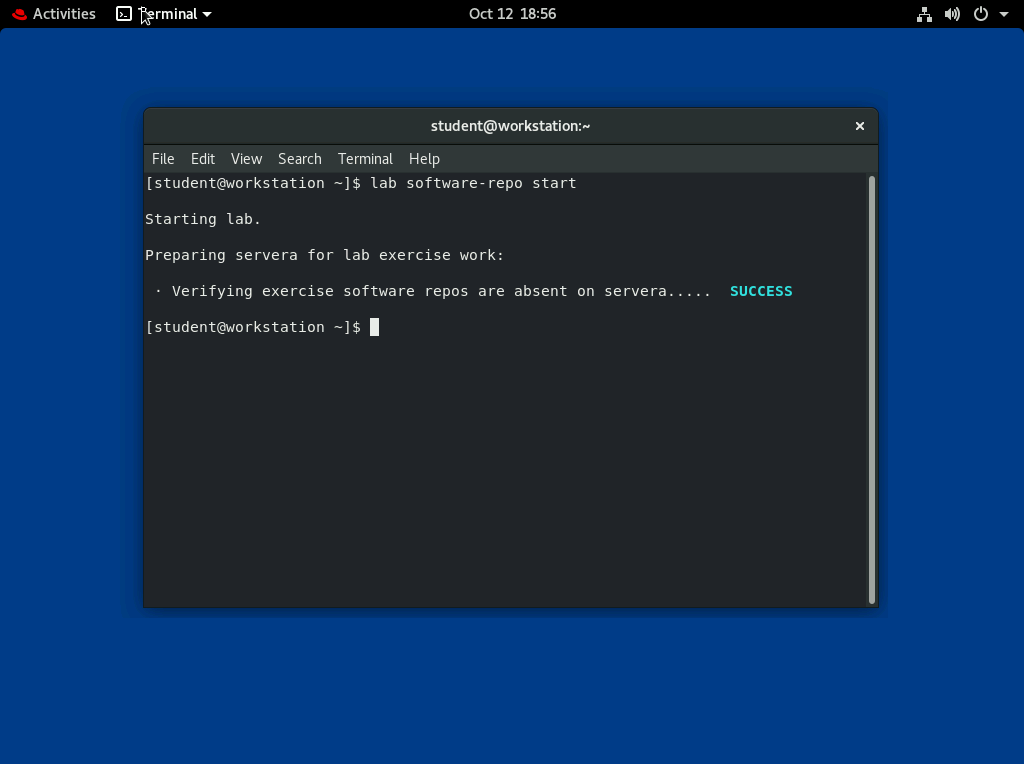 Activities Terminal Oct 12 18:56
student@workstation:~
File Edit View Search Terminal Help
[student@workstation ~]$ lab software-repo start
Starting lab.
Preparing servera for lab exercise work:
· Verifying exercise software repos are absent on servera..... SUCCESS
[student@workstation ~]$